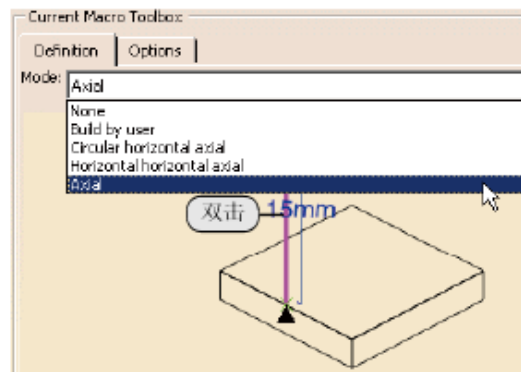 Current Macro Toolbox
Definition Options
Mode: Axial
None
Build by user
Circular horizontal axial
Horizontal horizontal axial
Axial
双击 15mm